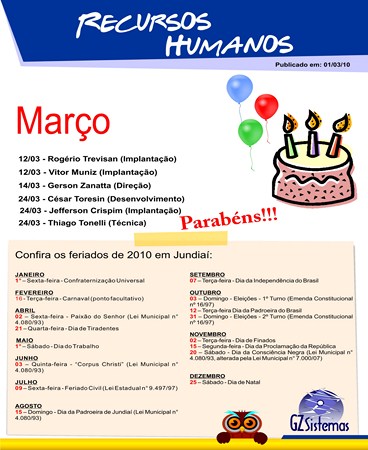 RECURSOS
HUMANOS
Publicado em: 01/03/10
Março
12/03 - Rogério Trevisan (Implantação)
12/03 - Vitor Muniz (Implantação)
14/03 - Gerson Zanatta (Direção)
24/03 - César Toresin (Desenvolvimento)
24/03 - Jefferson Crispim (Implantação)
24/03 - Thiago Tonelli (Técnica)
Parabéns!!!
Confira os feriados de 2010 em Jundiaí:
JANEIRO
1° – Sexta-feira - Confraternização Universal
FEVEREIRO
16 - Terça-feira - Carnaval (ponto facultativo)
ABRIL
02 – Sexta-feira - Paixão do Senhor (Lei Municipal n°
4.080/93)
21 – Quarta-feira - Dia de Tiradentes
MAIO
1° – Sábado - Dia do Trabalho
JUNHO
03 – Quinta-feira - "Corpus Christi" (Lei Municipal n°
4.080/93)
JULHO
09 – Sexta-feira - Feriado Civil (Lei Estadual n° 9.497/97)
AGOSTO
15 – Domingo - Dia da Padroeira de Jundiaí (Lei Municipal n°
4.080/93)
SETEMBRO
07 – Terça-feira - Dia da Independência do Brasil
OUTUBRO
03 – Domingo - Eleições - 1° Turno (Emenda Constitucional
n° 16/97)
12 – Terça-feira Dia da Padroeira do Brasil
31 – Domingo - Eleições - 2° Turno (Emenda Constitucional
n° 16/97)
NOVEMBRO
02 – Terça-feira - Dia de Finados
15 – Segunda-feira - Dia da Proclamação da República
20 – Sábado - Dia da Consciência Negra (Lei Municipal n°
4.080/93, alterada pela Lei Municipal n° 7.000/07)
DEZEMBRO
25 – Sábado - Dia de Natal
GZ Sistemas